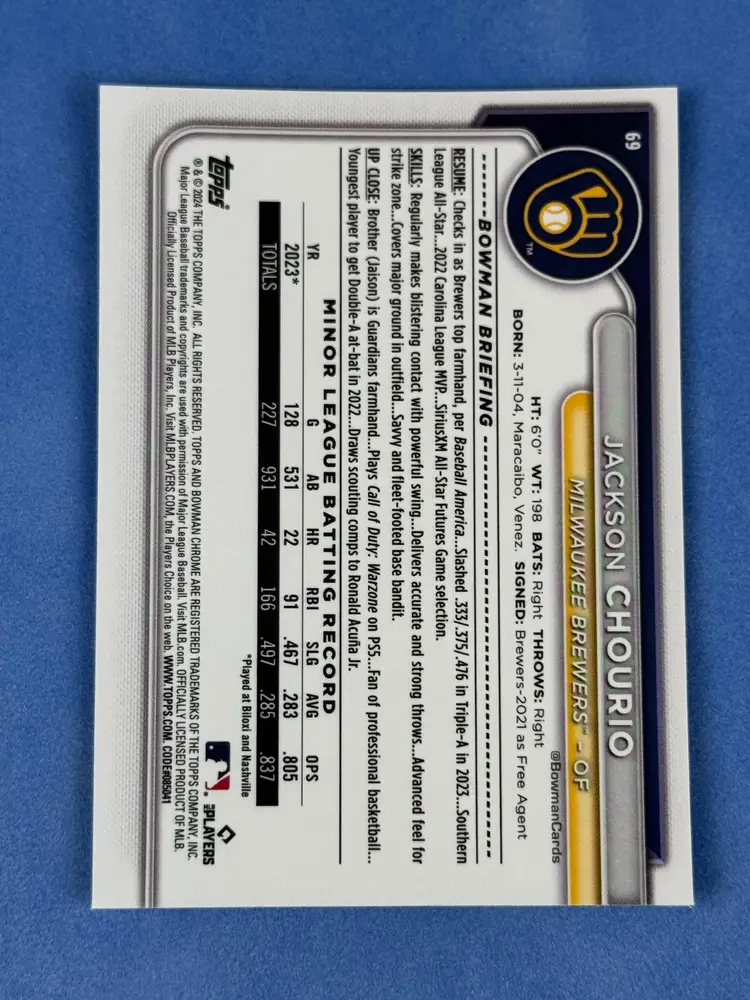 69
JACKSON CHOURIO
MILWAUKEE BREWERS™ - OF
@BowmanCards
HT: 6'0" WT: 198 BATS: Right THROWS: Right
BORN: 3-11-04, Maracaibo, Venez. SIGNED: Brewers-2021 as Free Agent
TM
BOWMAN BRIEFING
RESUME: Checks in as Brewers top farmhand, per Baseball America...Slashed .333/.375/.476 in Triple-A in 2023...Southern
League All-Star...2022 Carolina League MVP...SiriusXM All-Star Futures Game selection.
SKILLS: Regularly makes blistering contact with powerful swing...Delivers accurate and strong throws...Advanced feel for
strike zone...Covers major ground in outfield...Savvy and fleet-footed base bandit.
UP CLOSE: Brother (Jaison) is Guardians farmhand...Plays Call of Duty: Warzone on PS5...Fan of professional basketball...
Youngest player to get Double-A at-bat in 2022...Draws scouting comps to Ronald Acuña Jr.
MINOR LEAGUE BATTING RECORD
YR G AB HR RBI SLG AVG OPS
2023* 128 531 22 91 .467 .283 .805
TOTALS 227 931 42 166 .497 .285 .837
*Played at Biloxi and Nashville
topps
MLB PLAYERS
® & © 2024 THE TOPPS COMPANY, INC. ALL RIGHTS RESERVED. TOPPS AND BOWMAN CHROME ARE REGISTERED TRADEMARKS OF THE TOPPS COMPANY, INC.
Major League Baseball trademarks and copyrights are used with permission of Major League Baseball. Visit MLB.com. OFFICIALLY LICENSED PRODUCT OF MLB.
Officially Licensed Product of MLB Players, Inc. Visit MLBPLAYERS.COM, the Players Choice on the web. WWW.TOPPS.COM CODE#085041